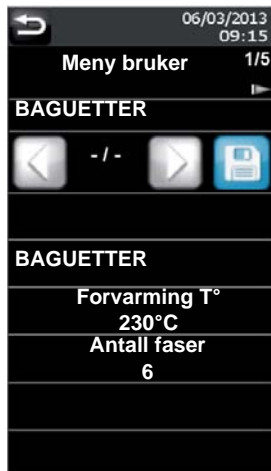 06/03/2013
09:15
Meny bruker 1/5
BAGUETTER
- / -
BAGUETTER
Forvarming T°
230°C
Antall faser
6